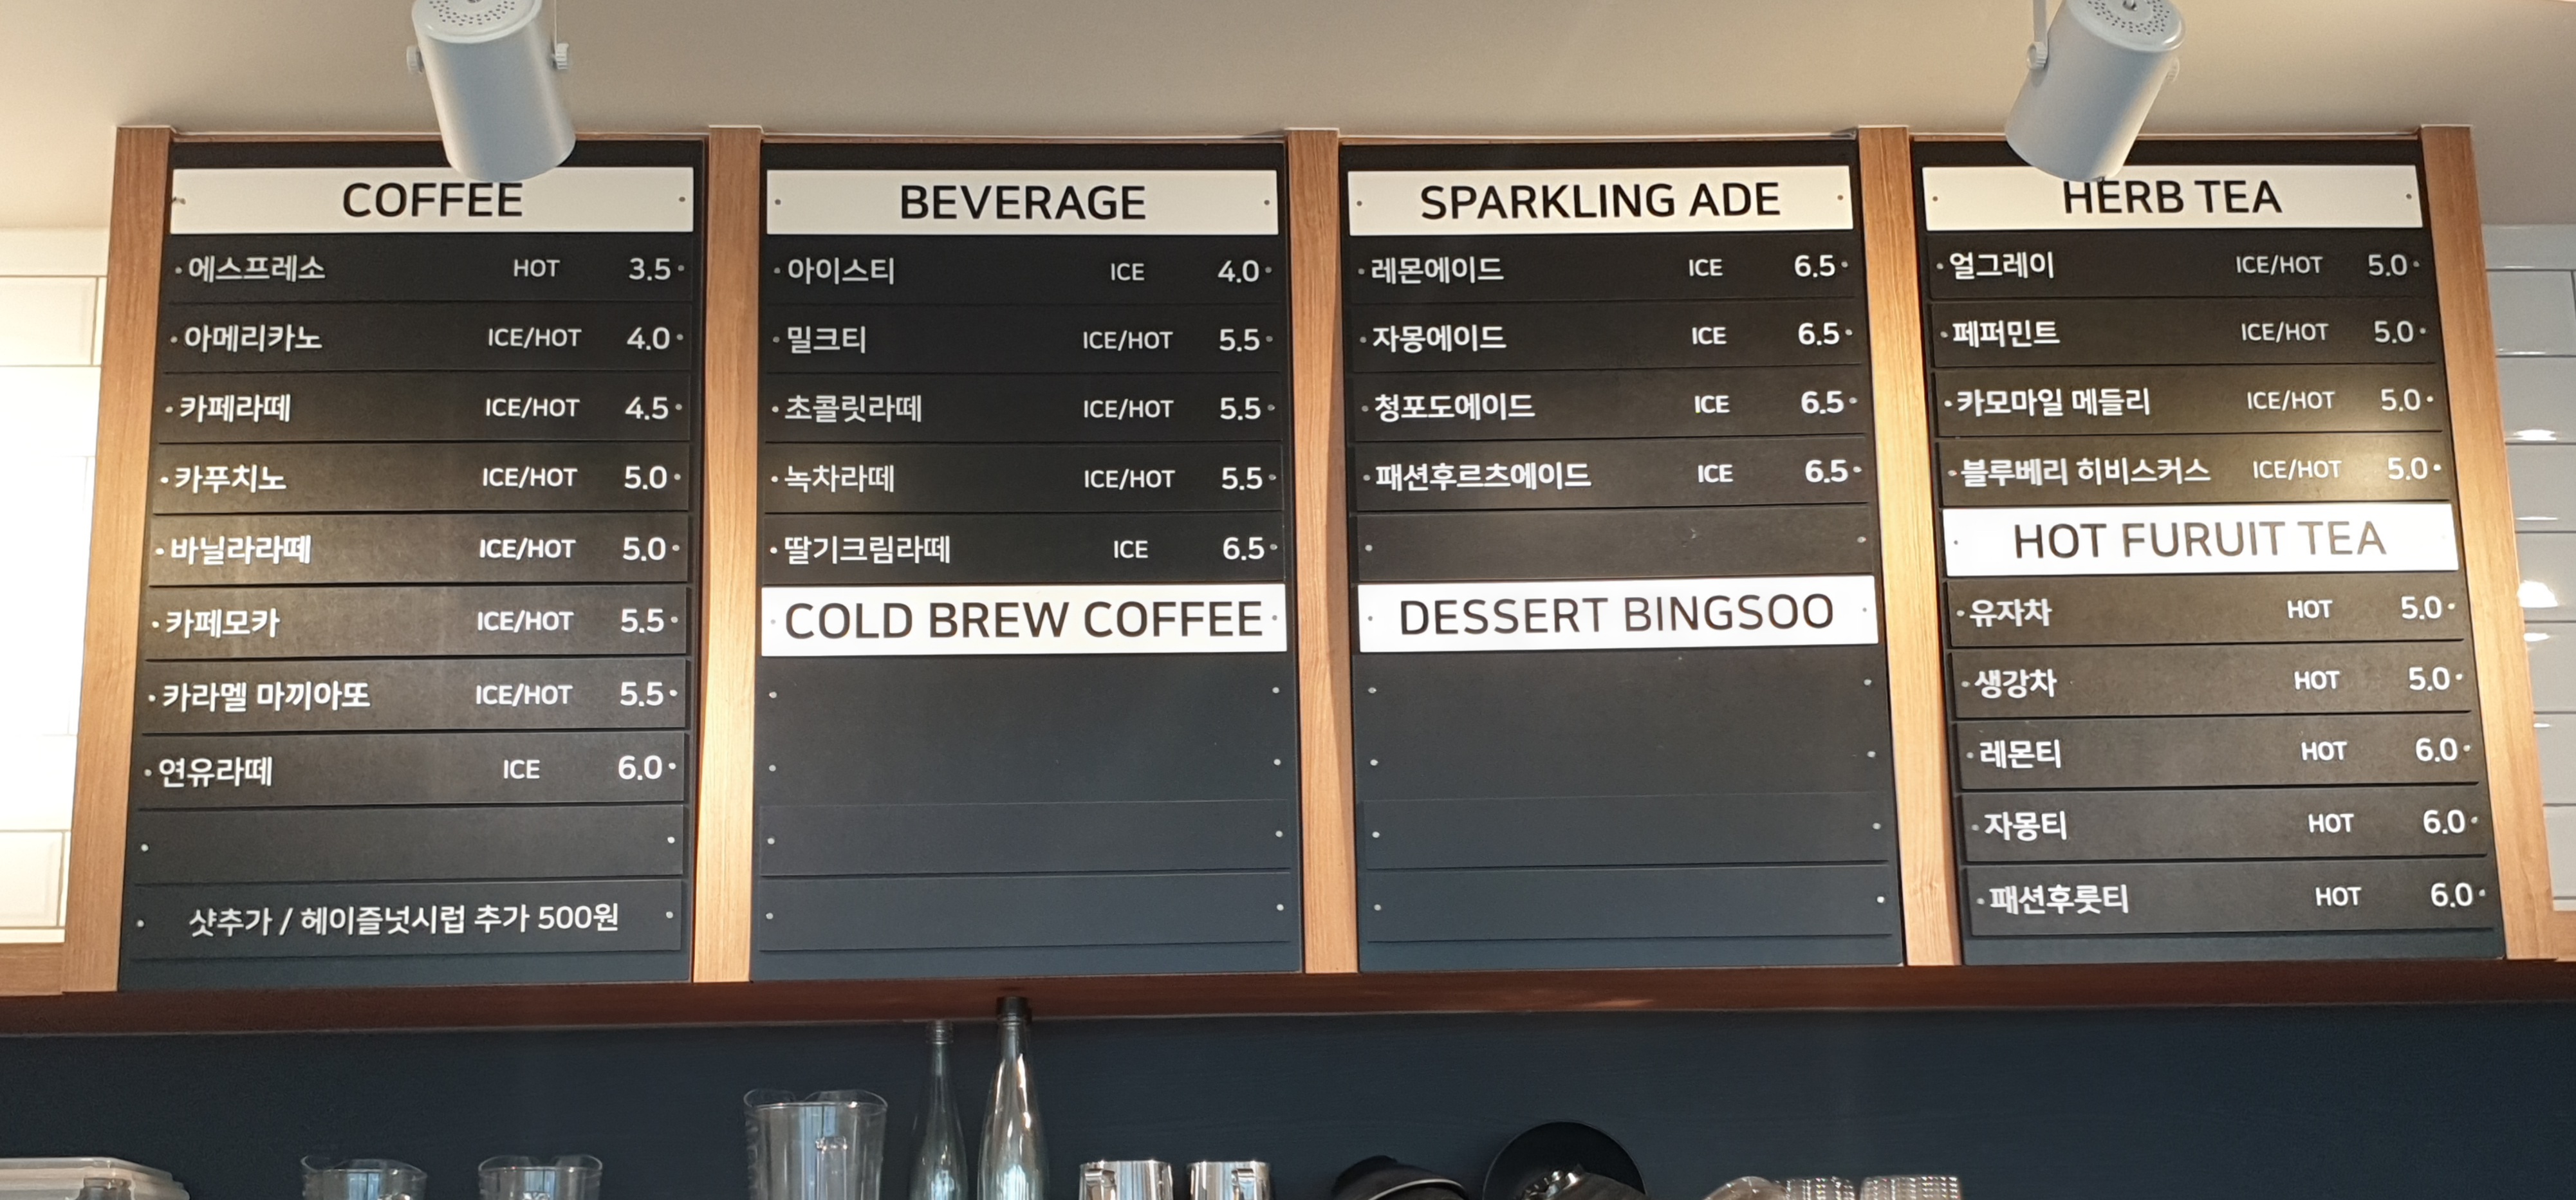 COFFEE
에스프레소 HOT 3.5
아메리카노 ICE/HOT 4.0
카페라떼 ICE/HOT 4.5
카푸치노 ICE/HOT 5.0
바닐라라떼 ICE/HOT 5.0
카페모카 ICE/HOT 5.5
카라멜 마끼아또 ICE/HOT 5.5
연유라떼 ICE 6.0
샷추가 / 헤이즐넛시럽 추가 500원
BEVERAGE
아이스티 ICE 4.0
밀크티 ICE/HOT 5.5
초콜릿라떼 ICE/HOT 5.5
녹차라떼 ICE/HOT 5.5
딸기크림라떼 ICE 6.5
COLD BREW COFFEE
SPARKLING ADE
레몬에이드 ICE 6.5
자몽에이드 ICE 6.5
청포도에이드 ICE 6.5
패션후르츠에이드 ICE 6.5
DESSERT BINGSOO
HERB TEA
얼그레이 ICE/HOT 5.0
페퍼민트 ICE/HOT 5.0
카모마일 메들리 ICE/HOT 5.0
블루베리 히비스커스 ICE/HOT 5.0
HOT FURUIT TEA
유자차 HOT 5.0
생강차 HOT 5.0
레몬티 HOT 6.0
자몽티 HOT 6.0
패션후룻티 HOT 6.0